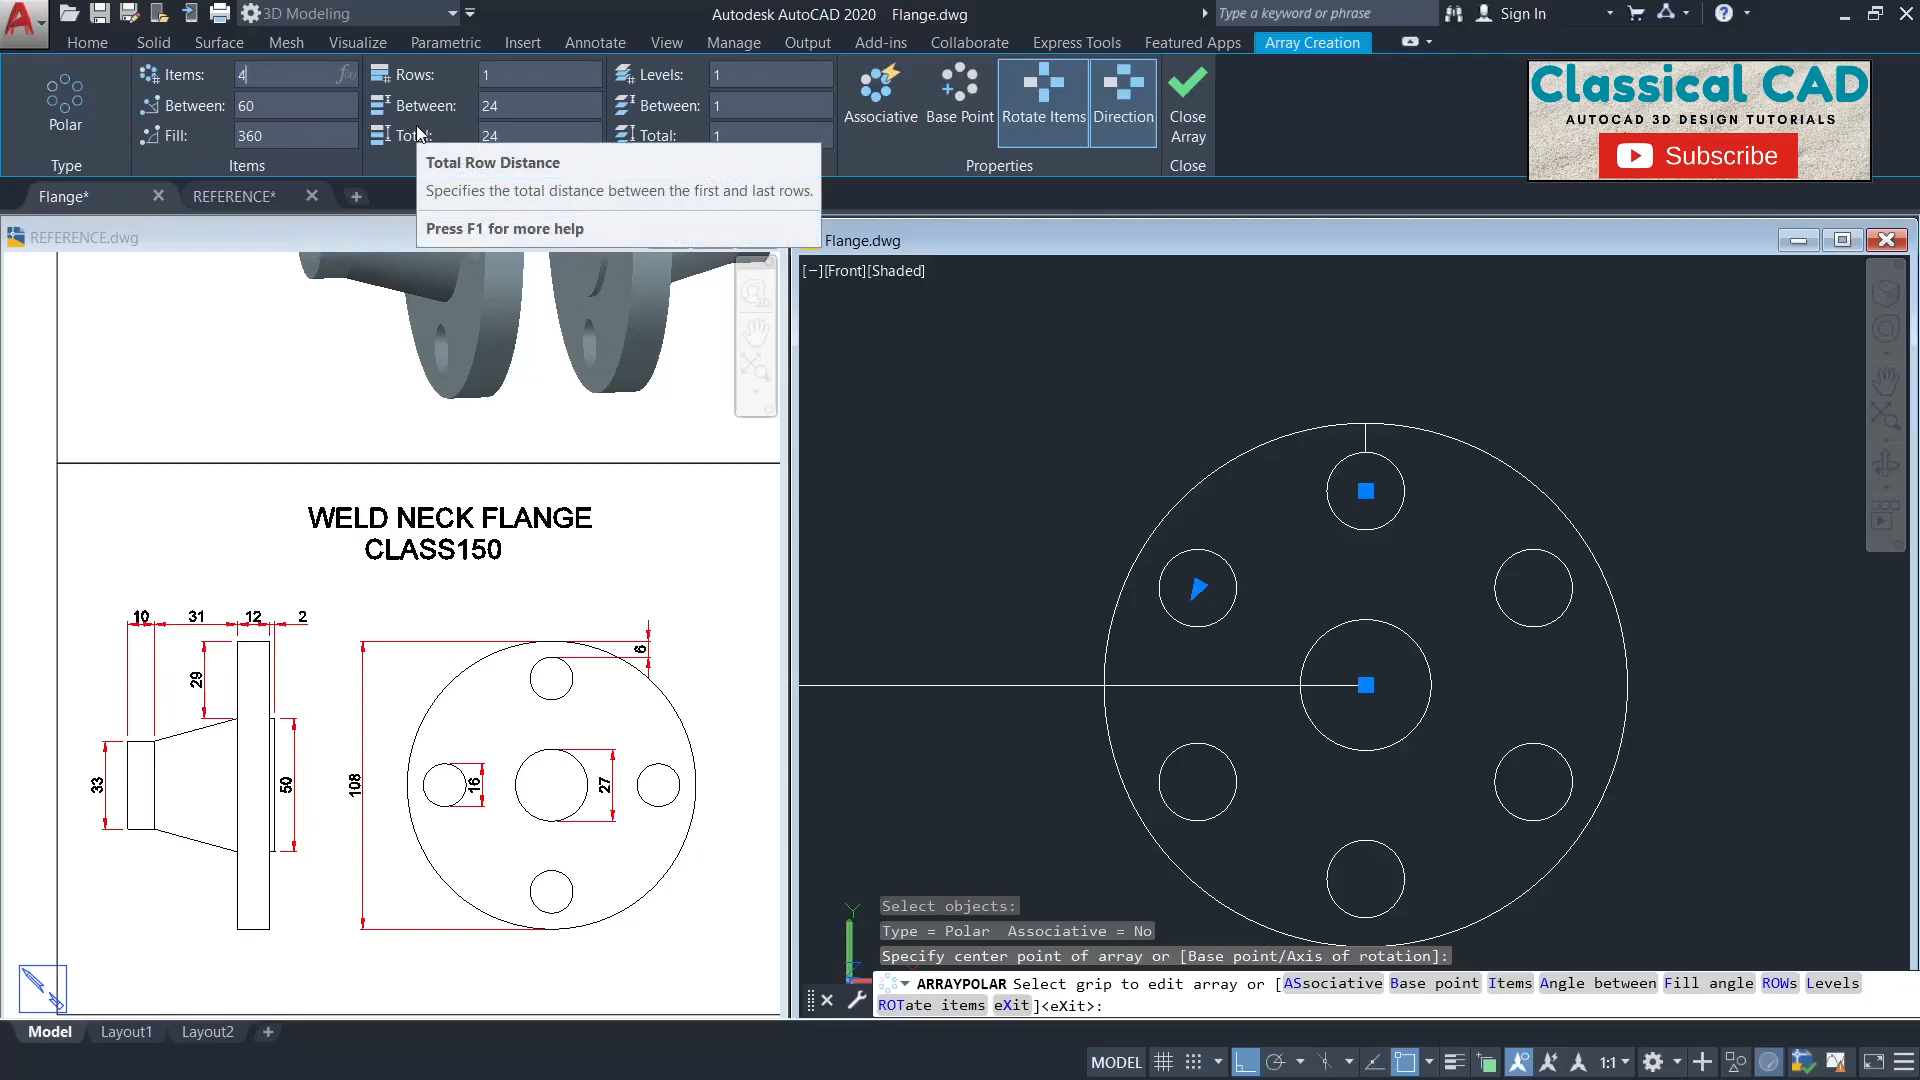 3D Modeling
Autodesk AutoCAD 2020 Flange.dwg
Type a keyword or phrase
Sign In
Home Solid Surface Mesh Visualize Parametric Insert Annotate View Manage Output Add-ins Collaborate Express Tools Featured Apps Array Creation
Polar
Type
Items: 4
Between: 60
Fill: 360
Items
Rows: 1
Between: 24
Total: 24
Levels: 1
Between: 1
Total: 1
Associative
Base Point
Rotate Items
Direction
Properties
Close
Array
Close
Classical CAD
AUTOCAD 3D DESIGN TUTORIALS
Subscribe
Total Row Distance
Specifies the total distance between the first and last rows.
Press F1 for more help
Flange*
REFERENCE*
REFERENCE.dwg
Flange.dwg
[−][Front][Shaded]
WELD NECK FLANGE
CLASS150
10 31 12 2
29
33
50
108
16
27
6
Select objects:
Type = Polar Associative = No
Specify center point of array or [Base point/Axis of rotation]:
ARRAYPOLAR Select grip to edit array or [ASsociative Base point Items Angle between Fill angle ROWs Levels
ROTate items eXit]<eXit>:
Y
Model Layout1 Layout2
MODEL
1:1